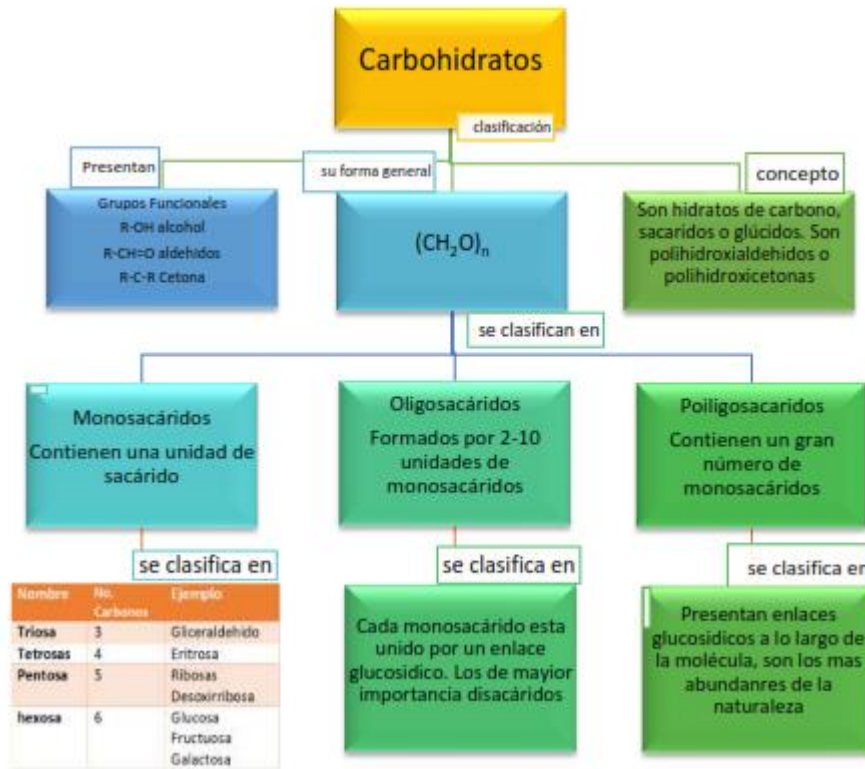 Carbohidratos
clasificación
Presentan
su forma general
concepto
Grupos Funcionales
R-OH alcohol
R-CH=O aldehidos
R-C-R Cetona
(CH₂O)ₙ
Son hidratos de carbono,
sacaridos o glúcidos. Son
polihidroxialdehidos o
polihidroxicetonas
se clasifican en
Monosacáridos
Contienen una unidad de
sacárido
Oligosacáridos
Formados por 2-10
unidades de
monosacáridos
Poiligosacaridos
Contienen un gran
número de
monosacáridos
se clasifica en
se clasifica en
se clasifica en
Nombre No. Carbonos Ejemplo
Triosa 3 Gliceraldehido
Tetrosas 4 Eritrosa
Pentosa 5 Ribosas
Desoxirribosa
hexosa 6 Glucosa
Fructuosa
Galactosa
Cada monosacárido esta
unido por un enlace
glucosidico. Los de mayior
importancia disacáridos
Presentan enlaces
glucosidicos a lo largo de
la molécula, son los mas
abundanres de la
naturaleza